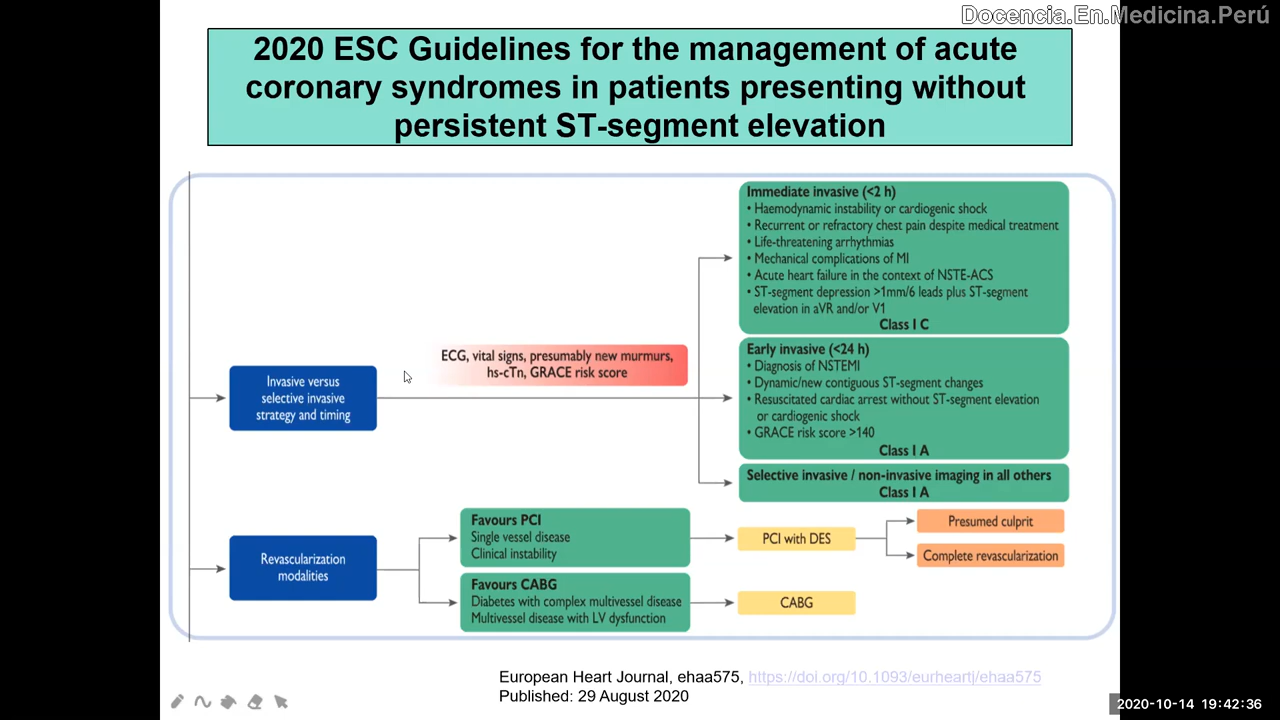 Docencia.En.Medicina.Perú
2020 ESC Guidelines for the management of acute
coronary syndromes in patients presenting without
persistent ST-segment elevation
Immediate invasive (<2 h)
• Haemodynamic instability or cardiogenic shock
• Recurrent or refractory chest pain despite medical treatment
• Life-threatening arrhythmias
• Mechanical complications of MI
• Acute heart failure in the context of NSTE-ACS
• ST-segment depression >1mm/6 leads plus ST-segment
elevation in aVR and/or V1
Class I C
ECG, vital signs, presumably new murmurs,
hs-cTn, GRACE risk score
Invasive versus
selective invasive
strategy and timing
Early invasive (<24 h)
• Diagnosis of NSTEMI
• Dynamic/new contiguous ST-segment changes
• Resuscitated cardiac arrest without ST-segment elevation
or cardiogenic shock
• GRACE risk score >140
Class I A
Selective invasive / non-invasive imaging in all others
Class I A
Revascularization
modalities
Favours PCI
Single vessel disease
Clinical instability
PCI with DES
Presumed culprit
Complete revascularization
Favours CABG
Diabetes with complex multivessel disease
Multivessel disease with LV dysfunction
CABG
European Heart Journal, ehaa575, https://doi.org/10.1093/eurheartj/ehaa575
Published: 29 August 2020
2020-10-14 19:42:36